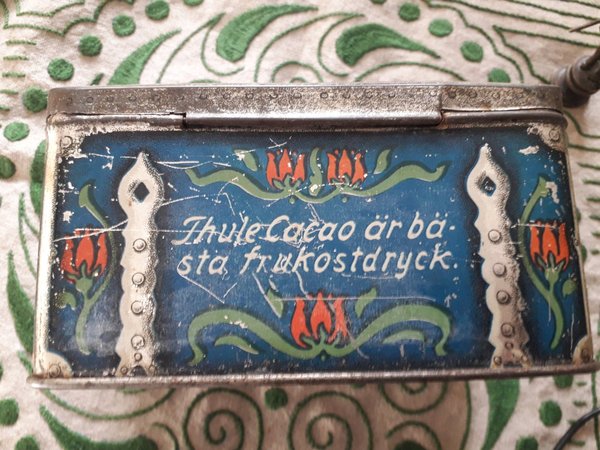 Thule Cacao är bä-
sta frukostdryck.